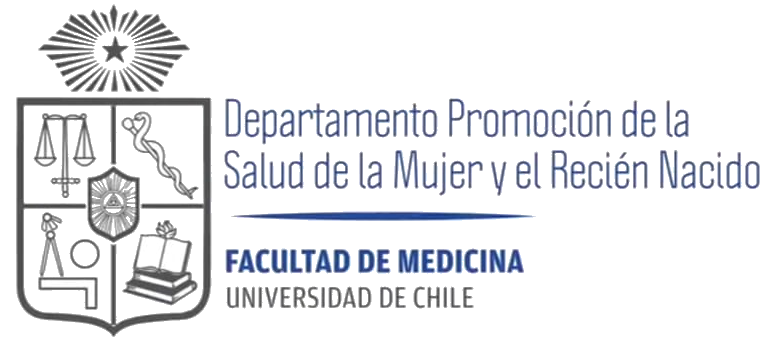 Departamento Promoción de la
Salud de la Mujer y el Recién Nacido
FACULTAD DE MEDICINA
UNIVERSIDAD DE CHILE